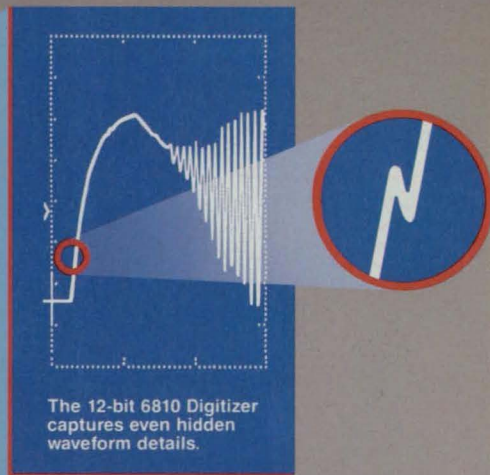 The 12-bit 6810 Digitizer
captures even hidden
waveform details.